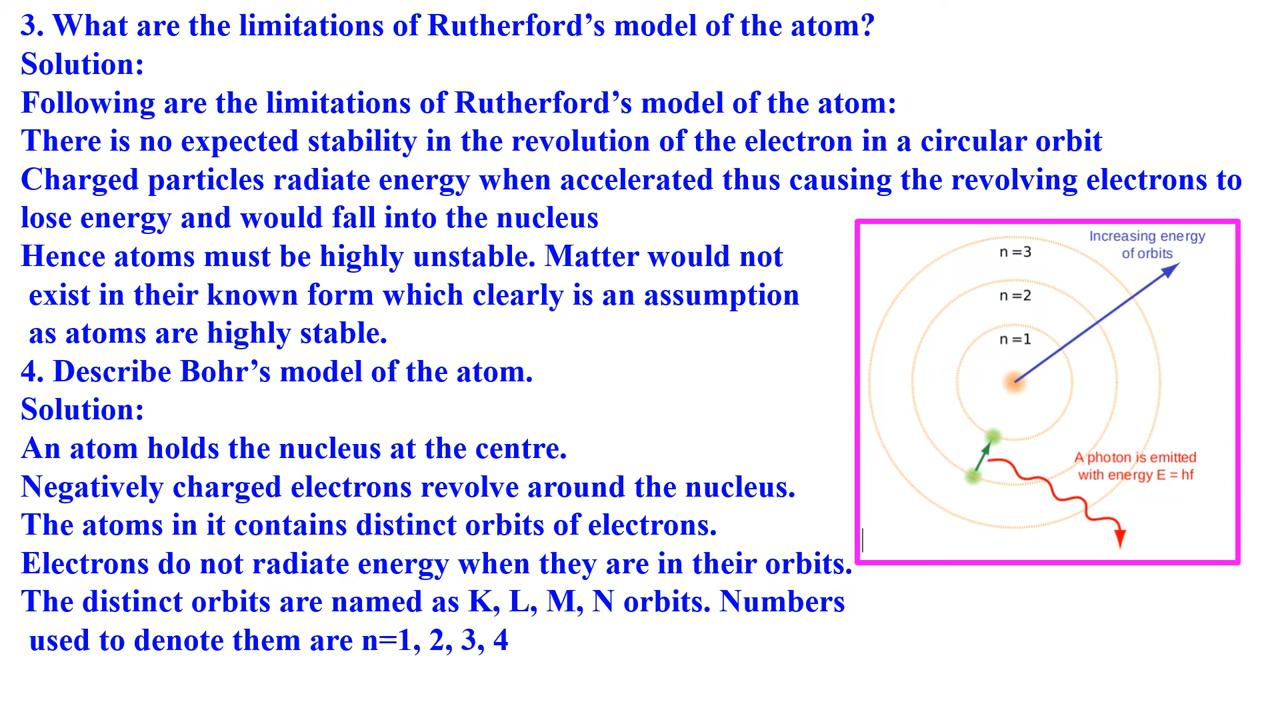 3. What are the limitations of Rutherford’s model of the atom?
Solution:
Following are the limitations of Rutherford’s model of the atom:
There is no expected stability in the revolution of the electron in a circular orbit
Charged particles radiate energy when accelerated thus causing the revolving electrons to
lose energy and would fall into the nucleus
Hence atoms must be highly unstable. Matter would not
exist in their known form which clearly is an assumption
as atoms are highly stable.
4. Describe Bohr’s model of the atom.
Solution:
An atom holds the nucleus at the centre.
Negatively charged electrons revolve around the nucleus.
The atoms in it contains distinct orbits of electrons.
Electrons do not radiate energy when they are in their orbits.
The distinct orbits are named as K, L, M, N orbits. Numbers
used to denote them are n=1, 2, 3, 4
Increasing energy
of orbits
n=3
n=2
n=1
A photon is emitted
with energy E = hf